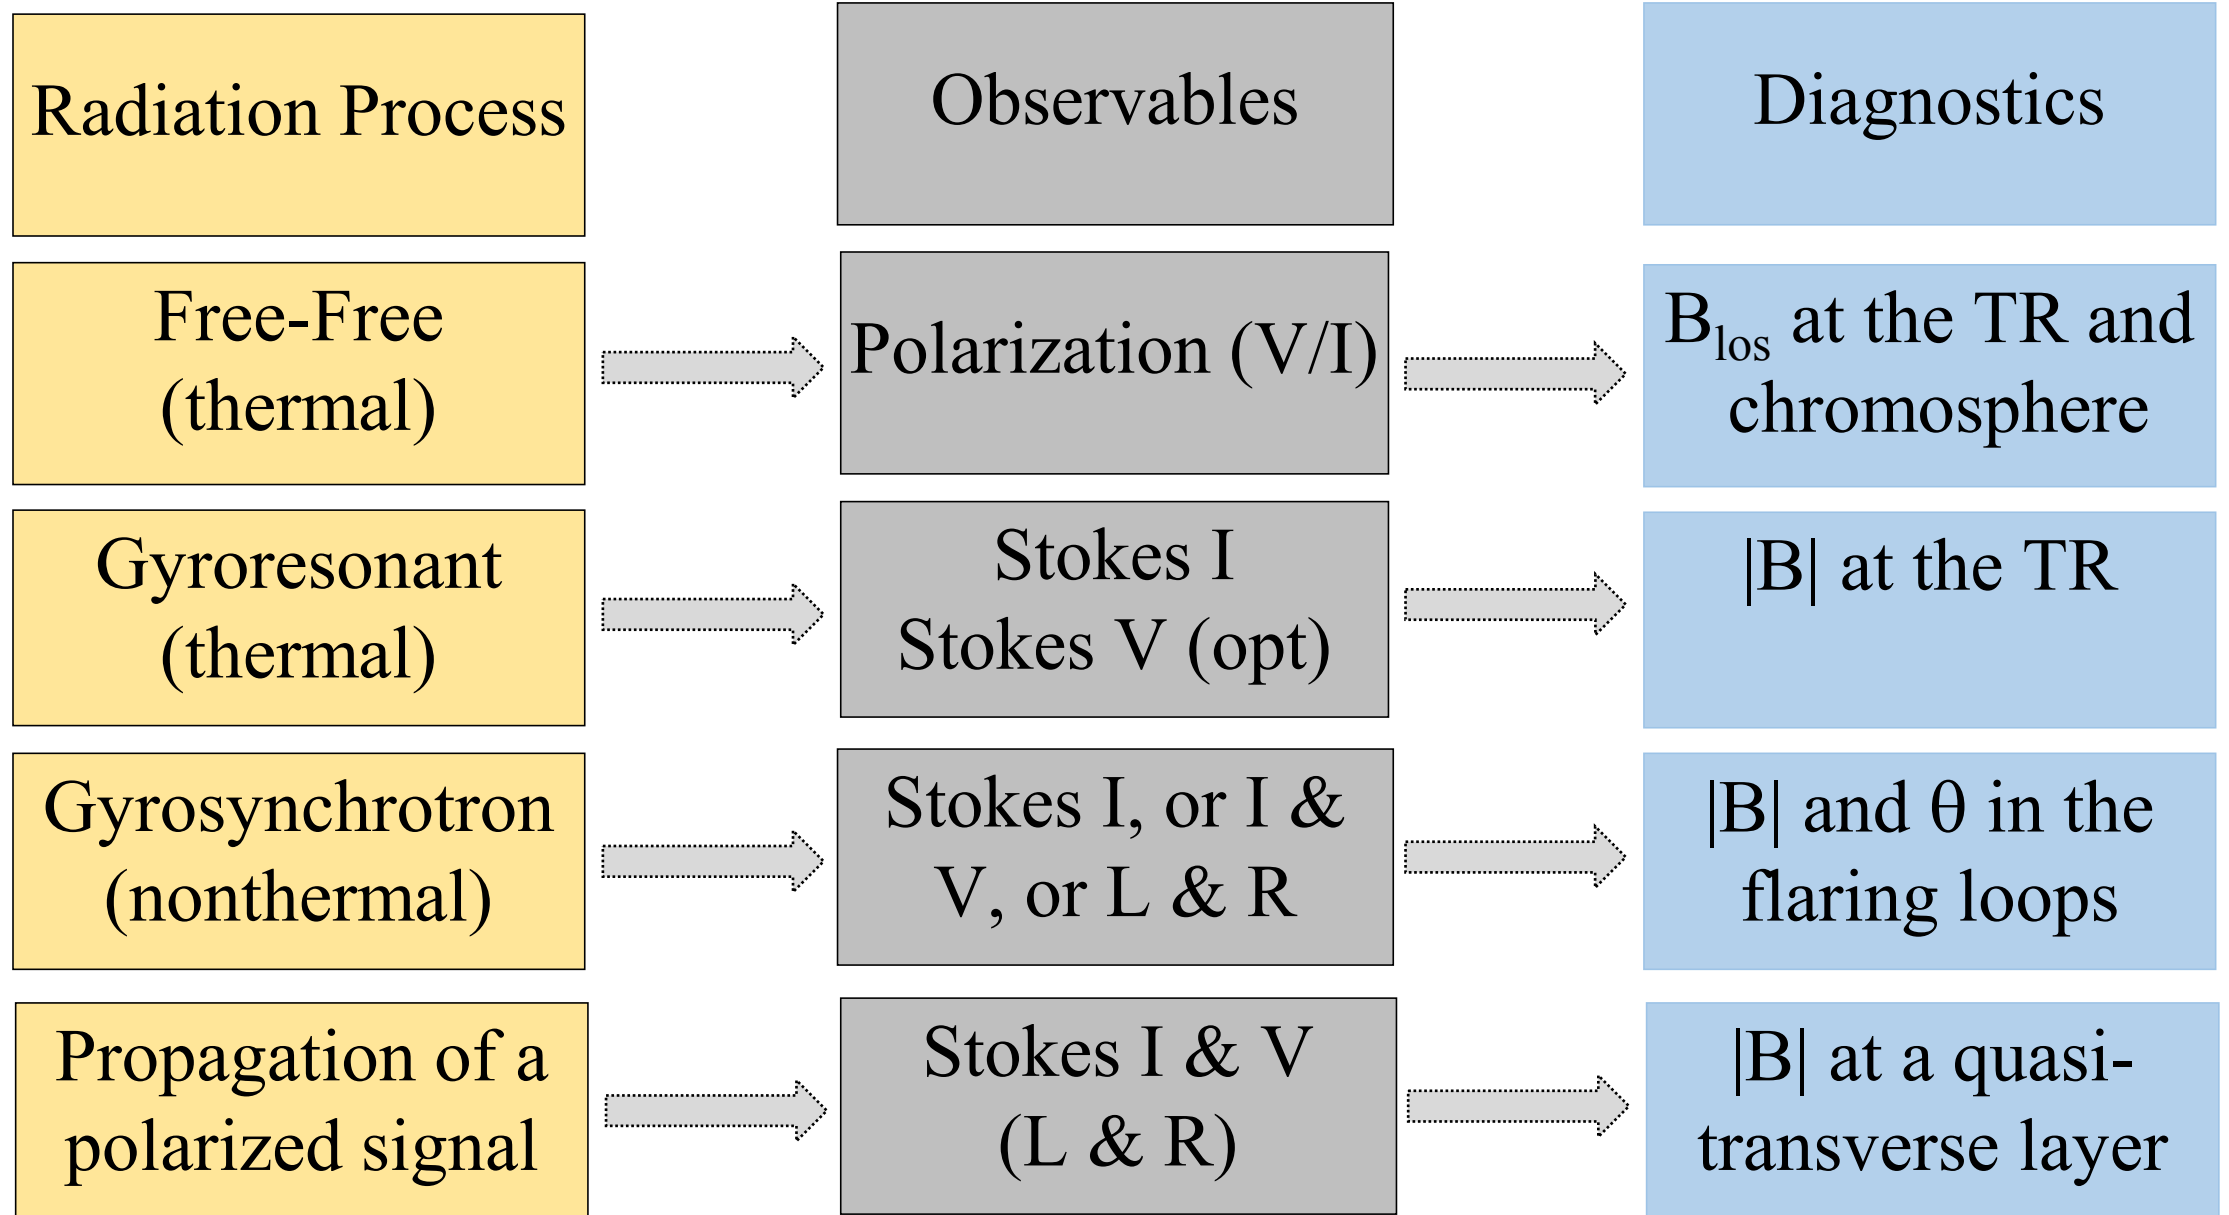 Radiation Process
Observables
Diagnostics
Free-Free
(thermal)
Polarization (V/I)
B_los at the TR and
chromosphere
Gyroresonant
(thermal)
Stokes I
Stokes V (opt)
|B| at the TR
Gyrosynchrotron
(nonthermal)
Stokes I, or I &
V, or L & R
|B| and θ in the
flaring loops
Propagation of a
polarized signal
Stokes I & V
(L & R)
|B| at a quasi-
transverse layer